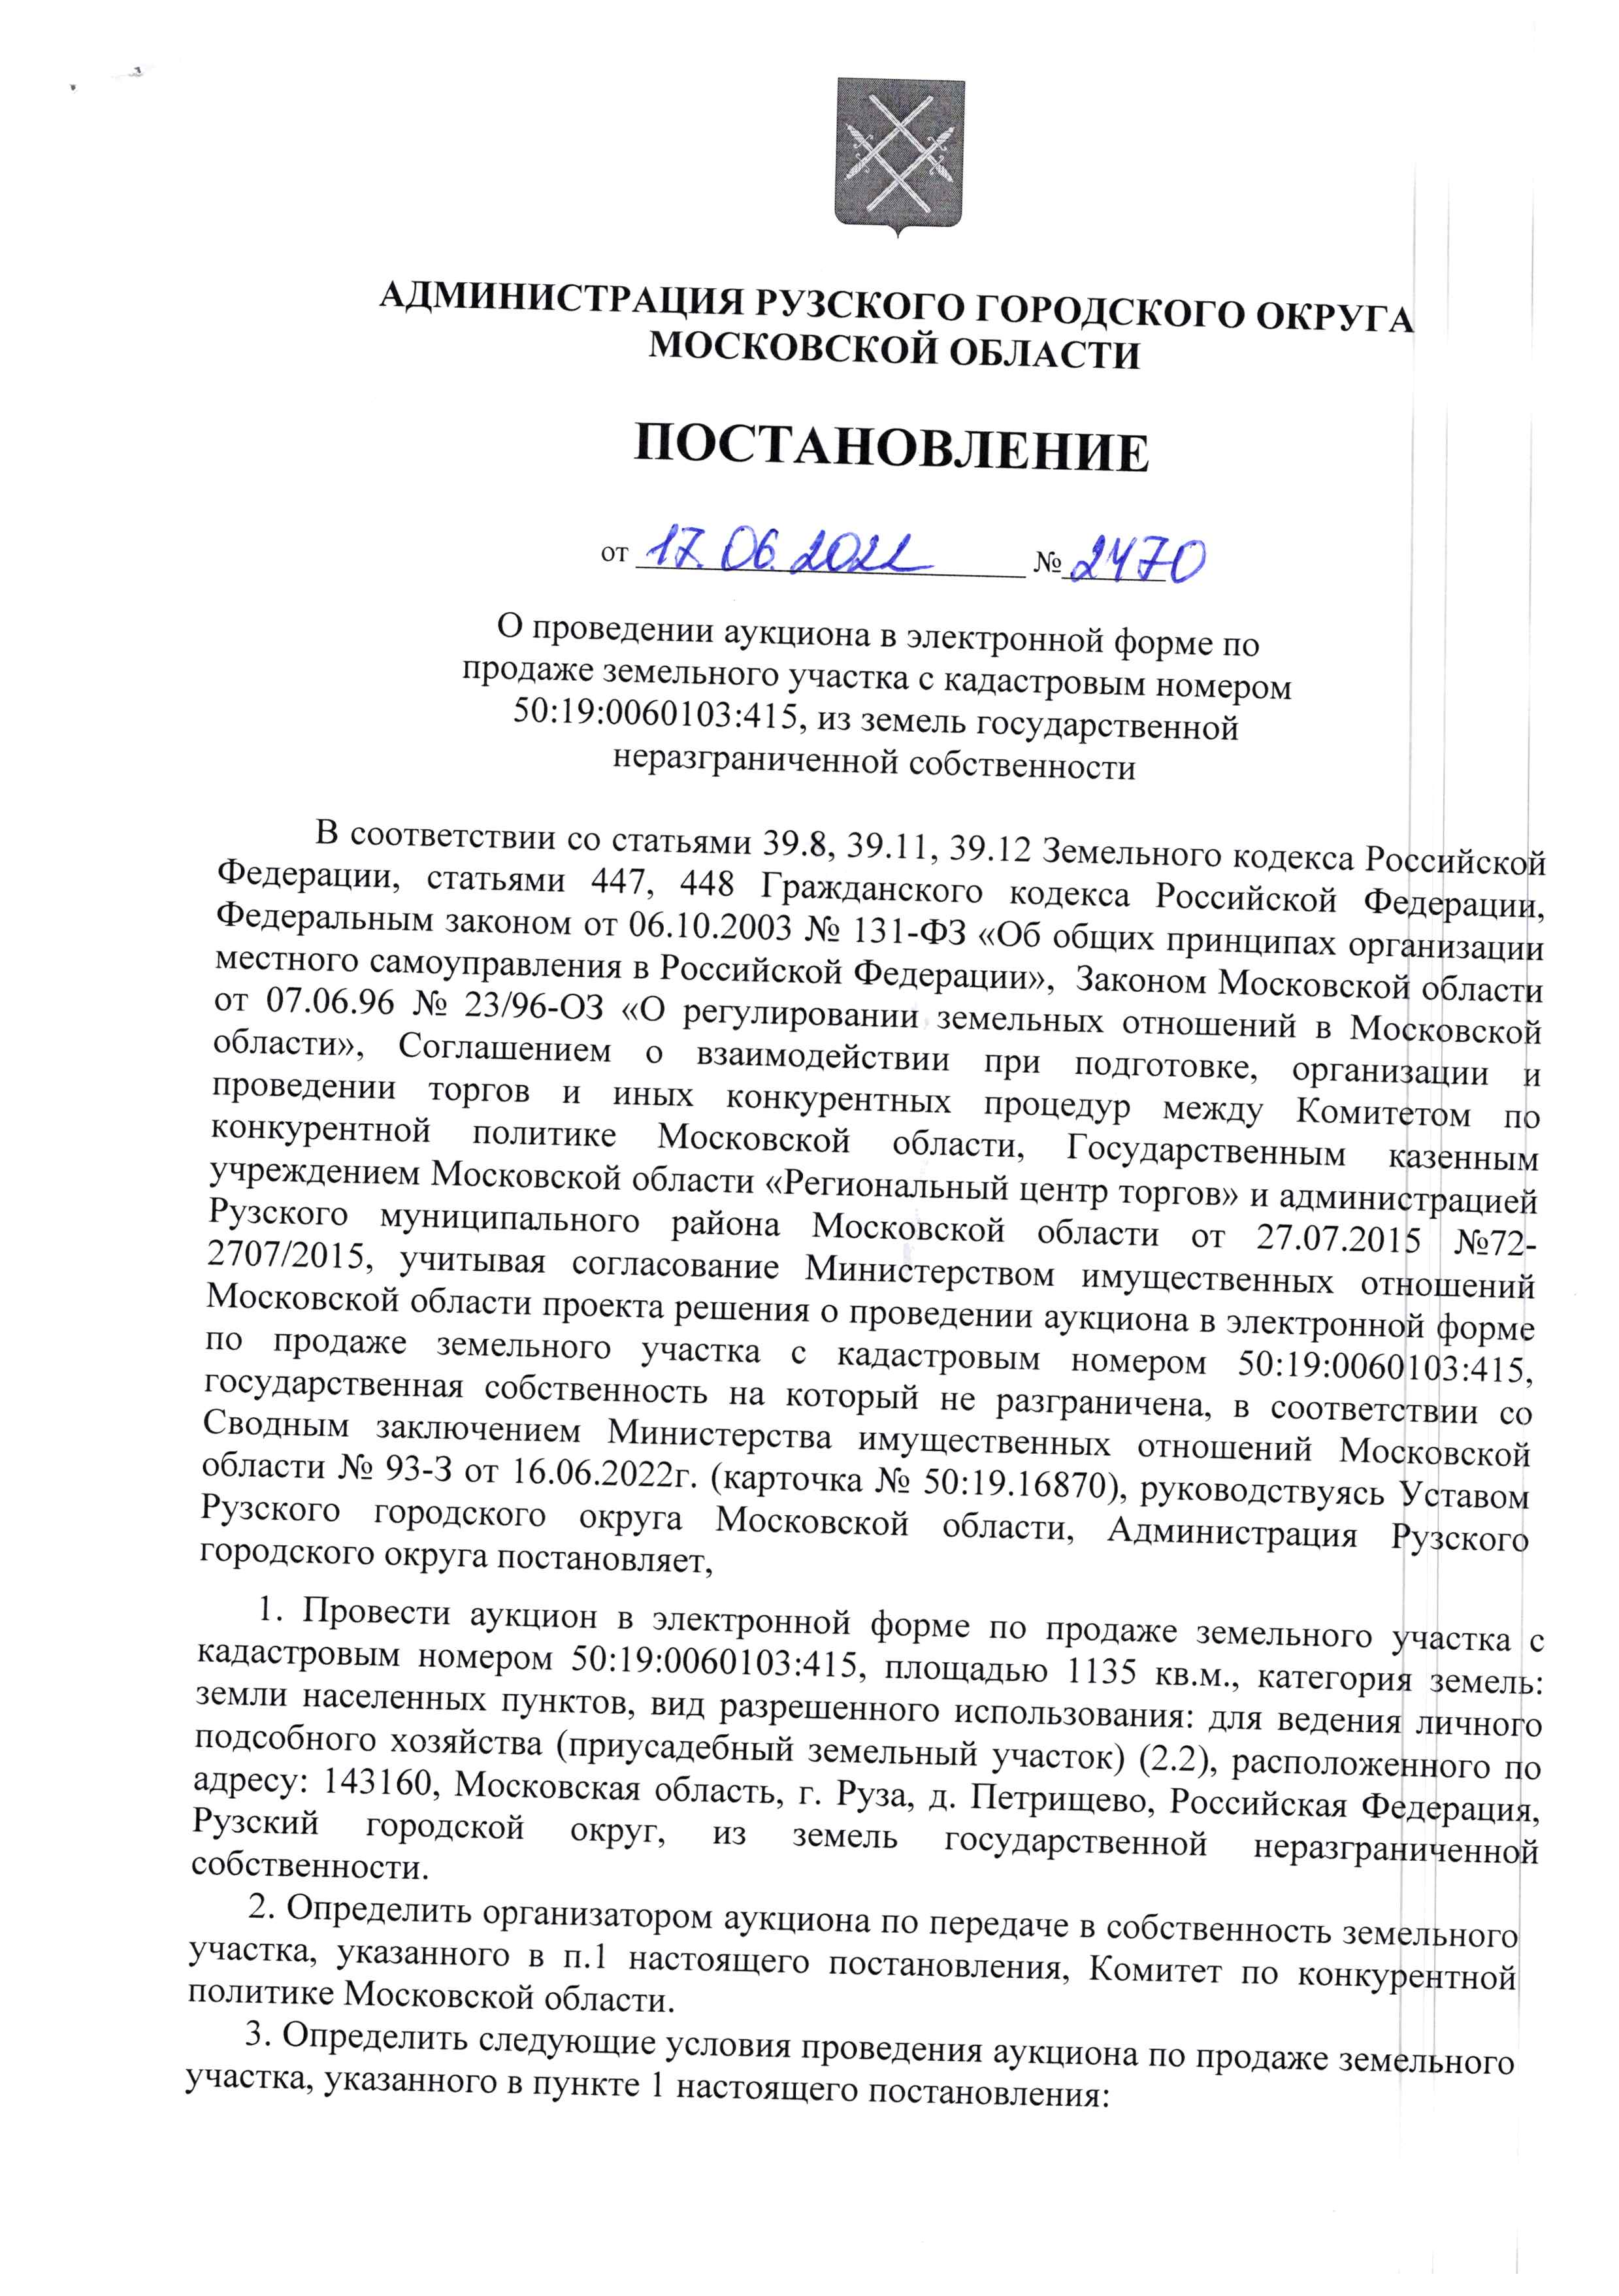 АДМИНИСТРАЦИЯ РУЗСКОГО ГОРОДСКОГО ОКРУГА
МОСКОВСКОЙ ОБЛАСТИ
ПОСТАНОВЛЕНИЕ
от 17.06.2022 № 2470
О проведении аукциона в электронной форме по
продаже земельного участка с кадастровым номером
50:19:0060103:415, из земель государственной
неразграниченной собственности
В соответствии со статьями 39.8, 39.11, 39.12 Земельного кодекса Российской
Федерации, статьями 447, 448 Гражданского кодекса Российской Федерации,
Федеральным законом от 06.10.2003 № 131-ФЗ «Об общих принципах организации
местного самоуправления в Российской Федерации», Законом Московской области
от 07.06.96 № 23/96-ОЗ «О регулировании земельных отношений в Московской
области», Соглашением о взаимодействии при подготовке, организации и
проведении торгов и иных конкурентных процедур между Комитетом по
конкурентной политике Московской области, Государственным казенным
учреждением Московской области «Региональный центр торгов» и администрацией
Рузского муниципального района Московской области от 27.07.2015 №72-
2707/2015, учитывая согласование Министерством имущественных отношений
Московской области проекта решения о проведении аукциона в электронной форме
по продаже земельного участка с кадастровым номером 50:19:0060103:415,
государственная собственность на который не разграничена, в соответствии со
Сводным заключением Министерства имущественных отношений Московской
области № 93-З от 16.06.2022г. (карточка № 50:19.16870), руководствуясь Уставом
Рузского городского округа Московской области, Администрация Рузского
городского округа постановляет,
1. Провести аукцион в электронной форме по продаже земельного участка с
кадастровым номером 50:19:0060103:415, площадью 1135 кв.м., категория земель:
земли населенных пунктов, вид разрешенного использования: для ведения личного
подсобного хозяйства (приусадебный земельный участок) (2.2), расположенного по
адресу: 143160, Московская область, г. Руза, д. Петрищево, Российская Федерация,
Рузский городской округ, из земель государственной неразграниченной
собственности.
2. Определить организатором аукциона по передаче в собственность земельного
участка, указанного в п.1 настоящего постановления, Комитет по конкурентной
политике Московской области.
3. Определить следующие условия проведения аукциона по продаже земельного
участка, указанного в пункте 1 настоящего постановления: